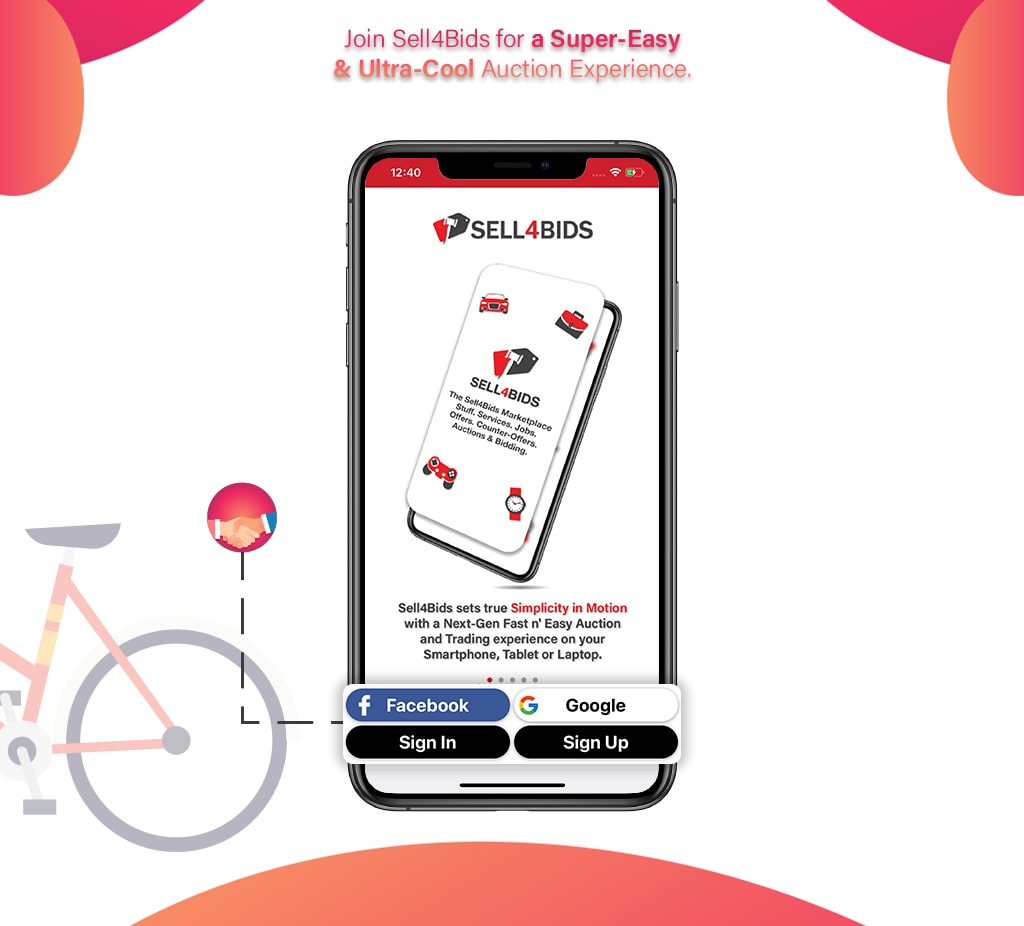 Join Sell4Bids for a Super-Easy
& Ultra-Cool Auction Experience.
12:40
SELL4BIDS
SELL4BIDS
The Sell4Bids Marketplace
Stuff. Services. Jobs.
Offers. Counter-Offers.
Auctions & Bidding.
Sell4Bids sets true Simplicity in Motion
with a Next-Gen Fast n' Easy Auction
and Trading experience on your
Smartphone, Tablet or Laptop.
Facebook
Google
Sign In
Sign Up